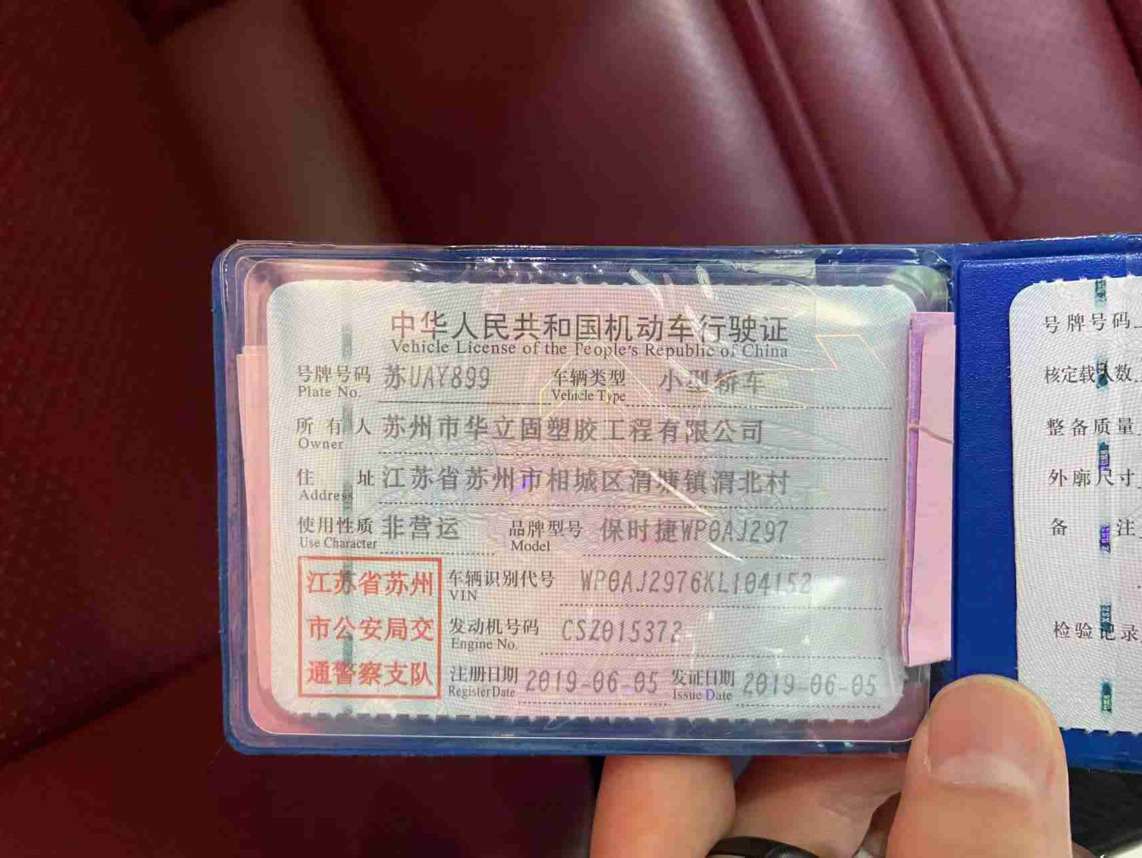 中华人民共和国机动车行驶证
Vehicle License of the People's Republic of China
号牌号码 苏UAY899 车辆类型 小型轿车
Plate No. Vehicle Type
所有人 苏州市华立固塑胶工程有限公司
Owner
住址 江苏省苏州市相城区渭塘镇渭北村
Address
使用性质 非营运 品牌型号 保时捷WP0AJ297
Use Character Model
江苏省苏州 车辆识别代号 WP0AJ2976KL104152
VIN
市公安局交 发动机号码 CSZ015372
Engine No.
通警察支队 注册日期 2019-06-05 发证日期 2019-06-05
Register Date Issue Date
号牌号码
核定载人数
整备质量
外廓尺寸
备注
检验记录